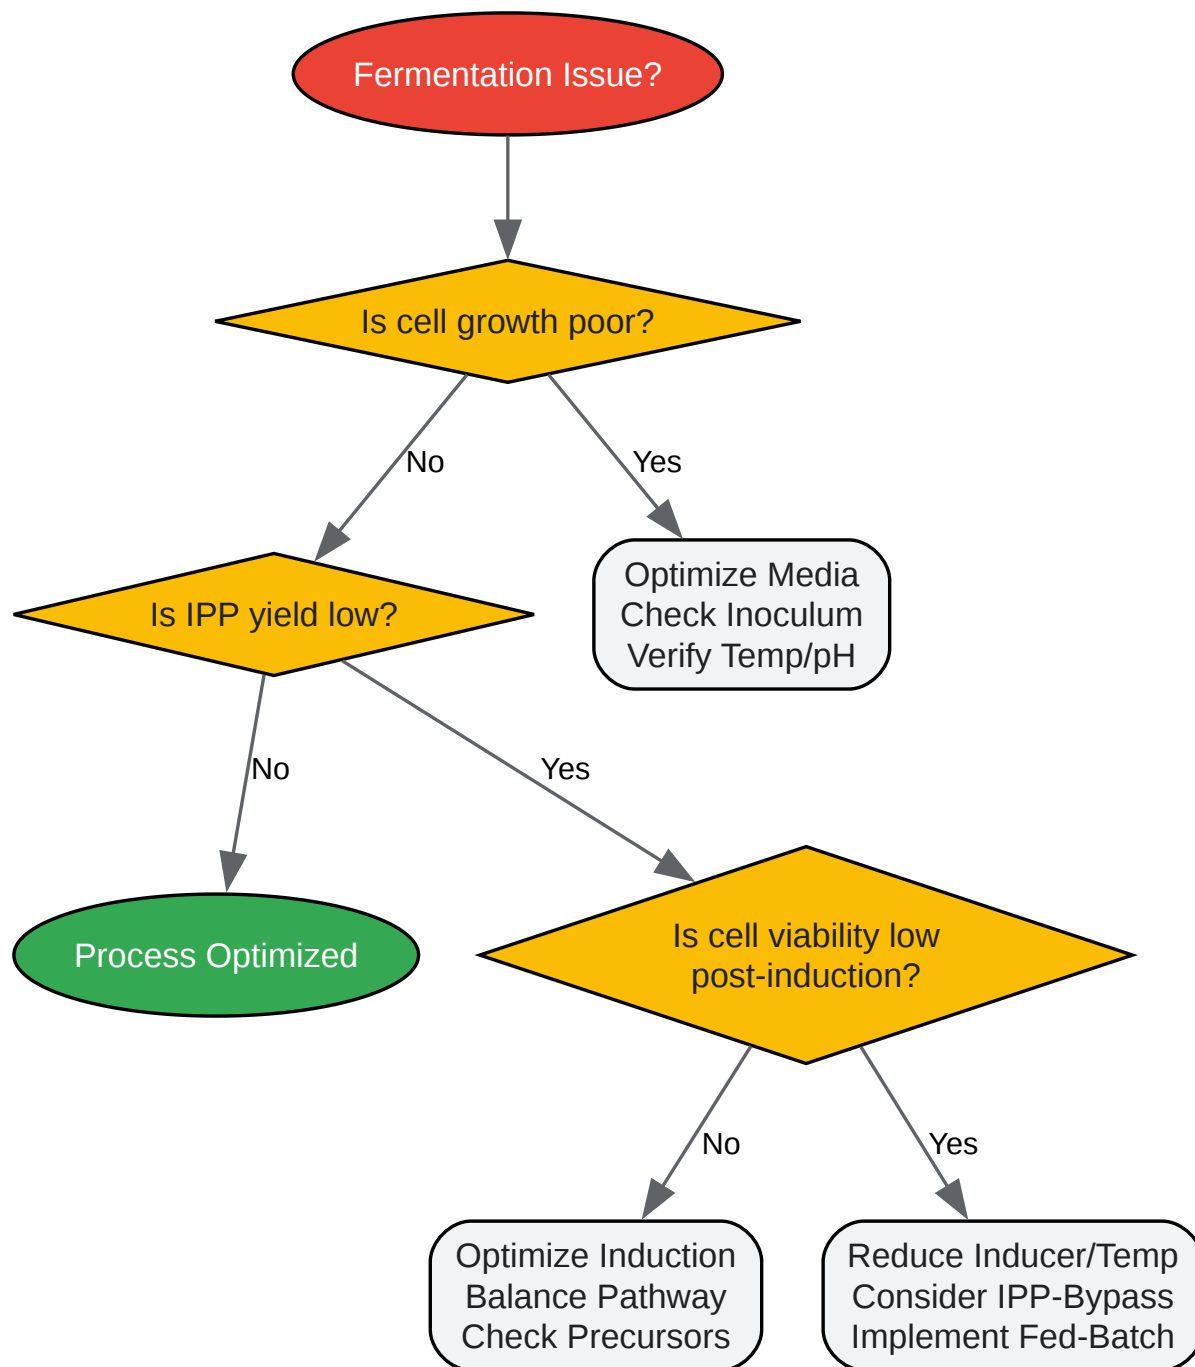 Fermentation Issue?
Is cell growth poor?
No
Yes
Optimize Media
Check Inoculum
Verify Temp/pH
Is IPP yield low?
No
Yes
Process Optimized
Is cell viability low
post-induction?
No
Yes
Optimize Induction
Balance Pathway
Check Precursors
Reduce Inducer/Temp
Consider IPP-Bypass
Implement Fed-Batch